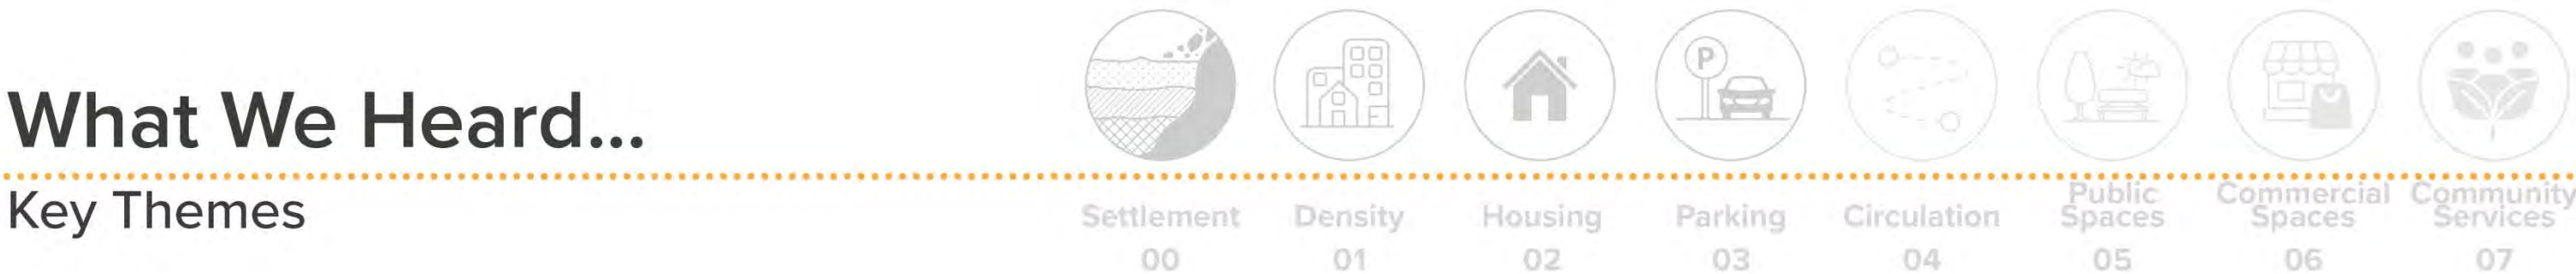 What We Heard...
Key Themes
P
Settlement
00
Density
01
Housing
02
Parking
03
Circulation
04
Public
Spaces
05
Commercial
Spaces
06
Community
Services
07